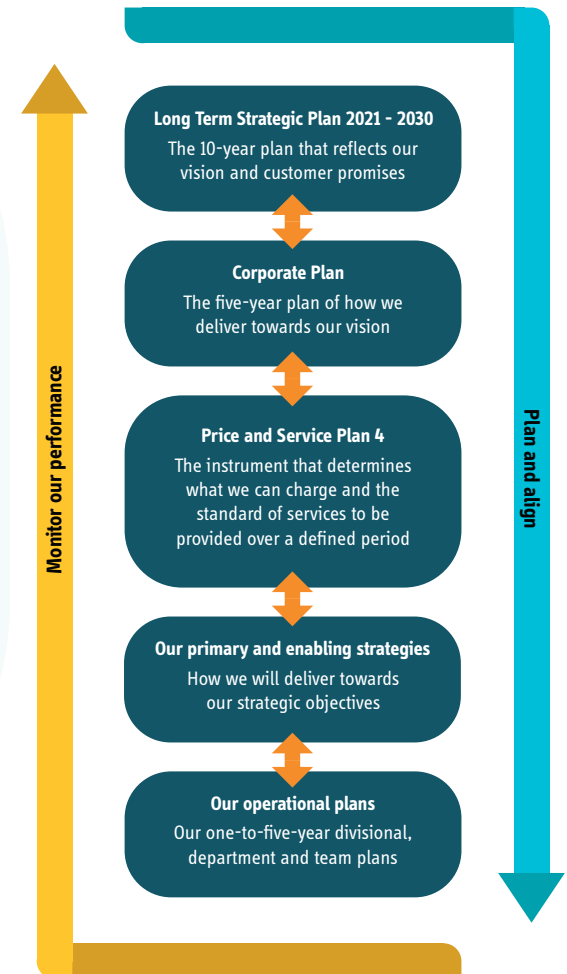 Long Term Strategic Plan 2021 - 2030
The 10-year plan that reflects our
vision and customer promises
Corporate Plan
The five-year plan of how we
deliver towards our vision
Price and Service Plan 4
The instrument that determines
what we can charge and the
standard of services to be
provided over a defined period
Our primary and enabling strategies
How we will deliver towards
our strategic objectives
Our operational plans
Our one-to-five-year divisional,
department and team plans
Monitor our performance
Plan and align